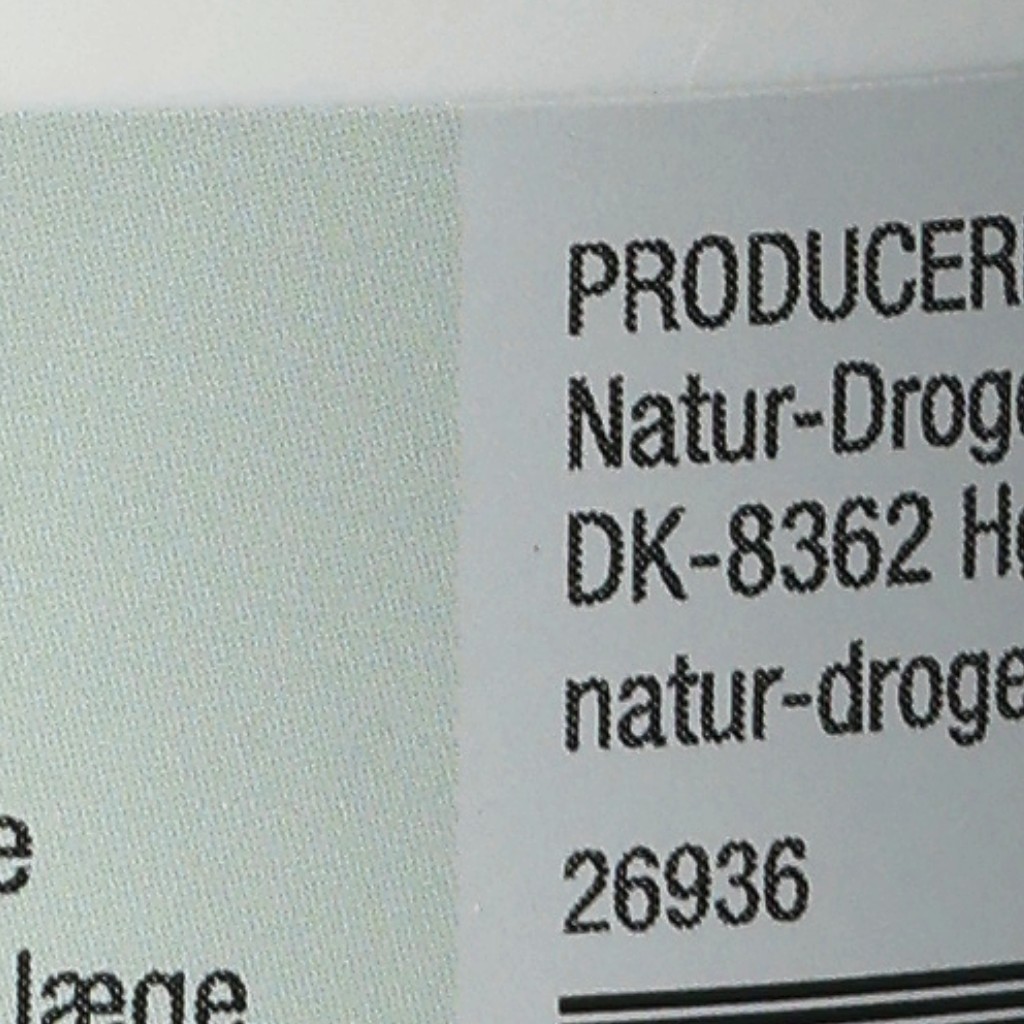 PRODUCER
Natur-Drog
DK-8362 H
natur-droge
26936
e
læge